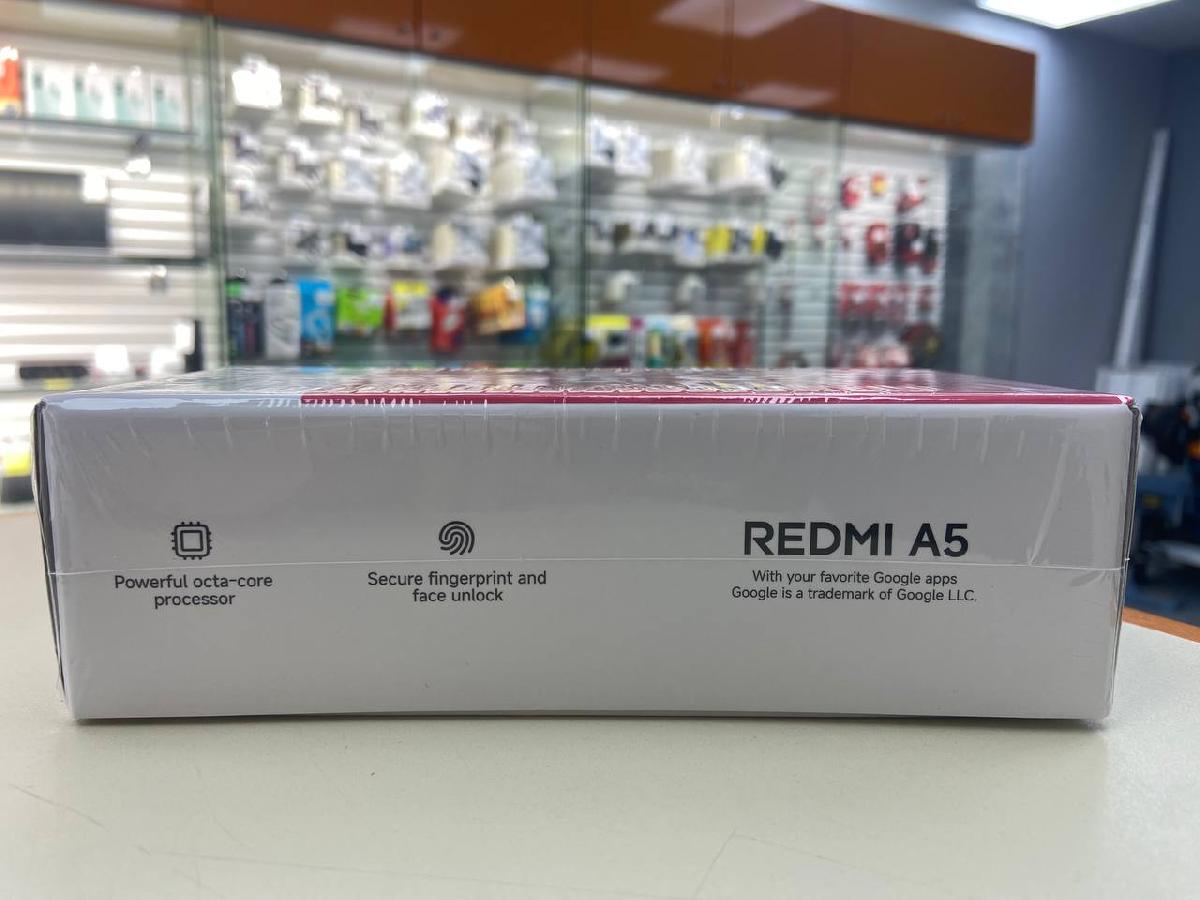 Powerful octa-core
processor
Secure fingerprint and
face unlock
REDMI A5
With your favorite Google apps
Google is a trademark of Google LLC.